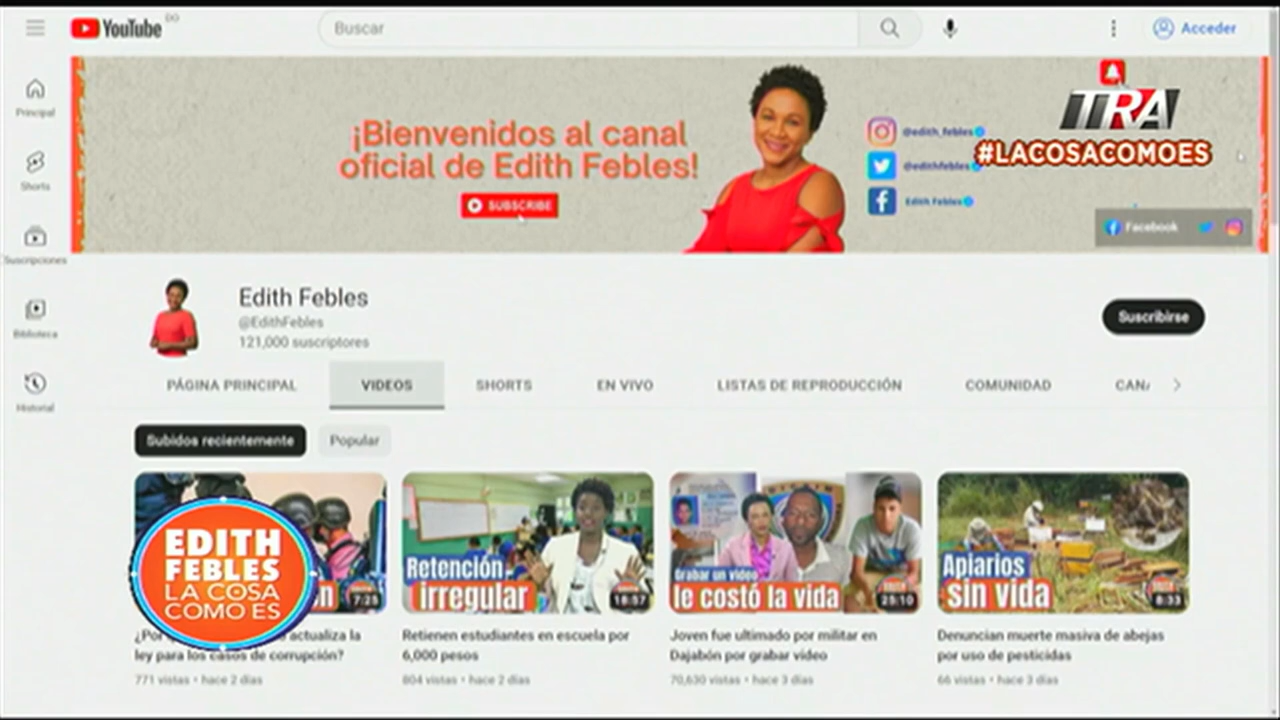 YouTube DO
Buscar
Acceder
Principal
Shorts
Suscripciones
Biblioteca
Historial
¡Bienvenidos al canal
oficial de Edith Febles!
SUBSCRIBE
@edith_febles
@edithfebles
Edith Febles
TRA
#LACOSACOMOES
Facebook
Edith Febles
@EdithFebles
121,000 suscriptores
Suscribirse
PÁGINA PRINCIPAL
VIDEOS
SHORTS
EN VIVO
LISTAS DE REPRODUCCIÓN
COMUNIDAD
CANA
Subidos recientemente
Popular
EDITH
FEBLES
LA COSA
COMO ES
7:25
Retención
irregular
18:57
Grabar un video
le costó la vida
25:10
Apiarios
sin vida
8:33
actualiza la
ley para los casos de corrupción?
771 vistas • hace 2 días
Retienen estudiantes en escuela por
6,000 pesos
804 vistas • hace 2 días
Joven fue ultimado por militar en
Dajabón por grabar video
70,630 vistas • hace 3 días
Denuncian muerte masiva de abejas
por uso de pesticidas
66 vistas • hace 3 días